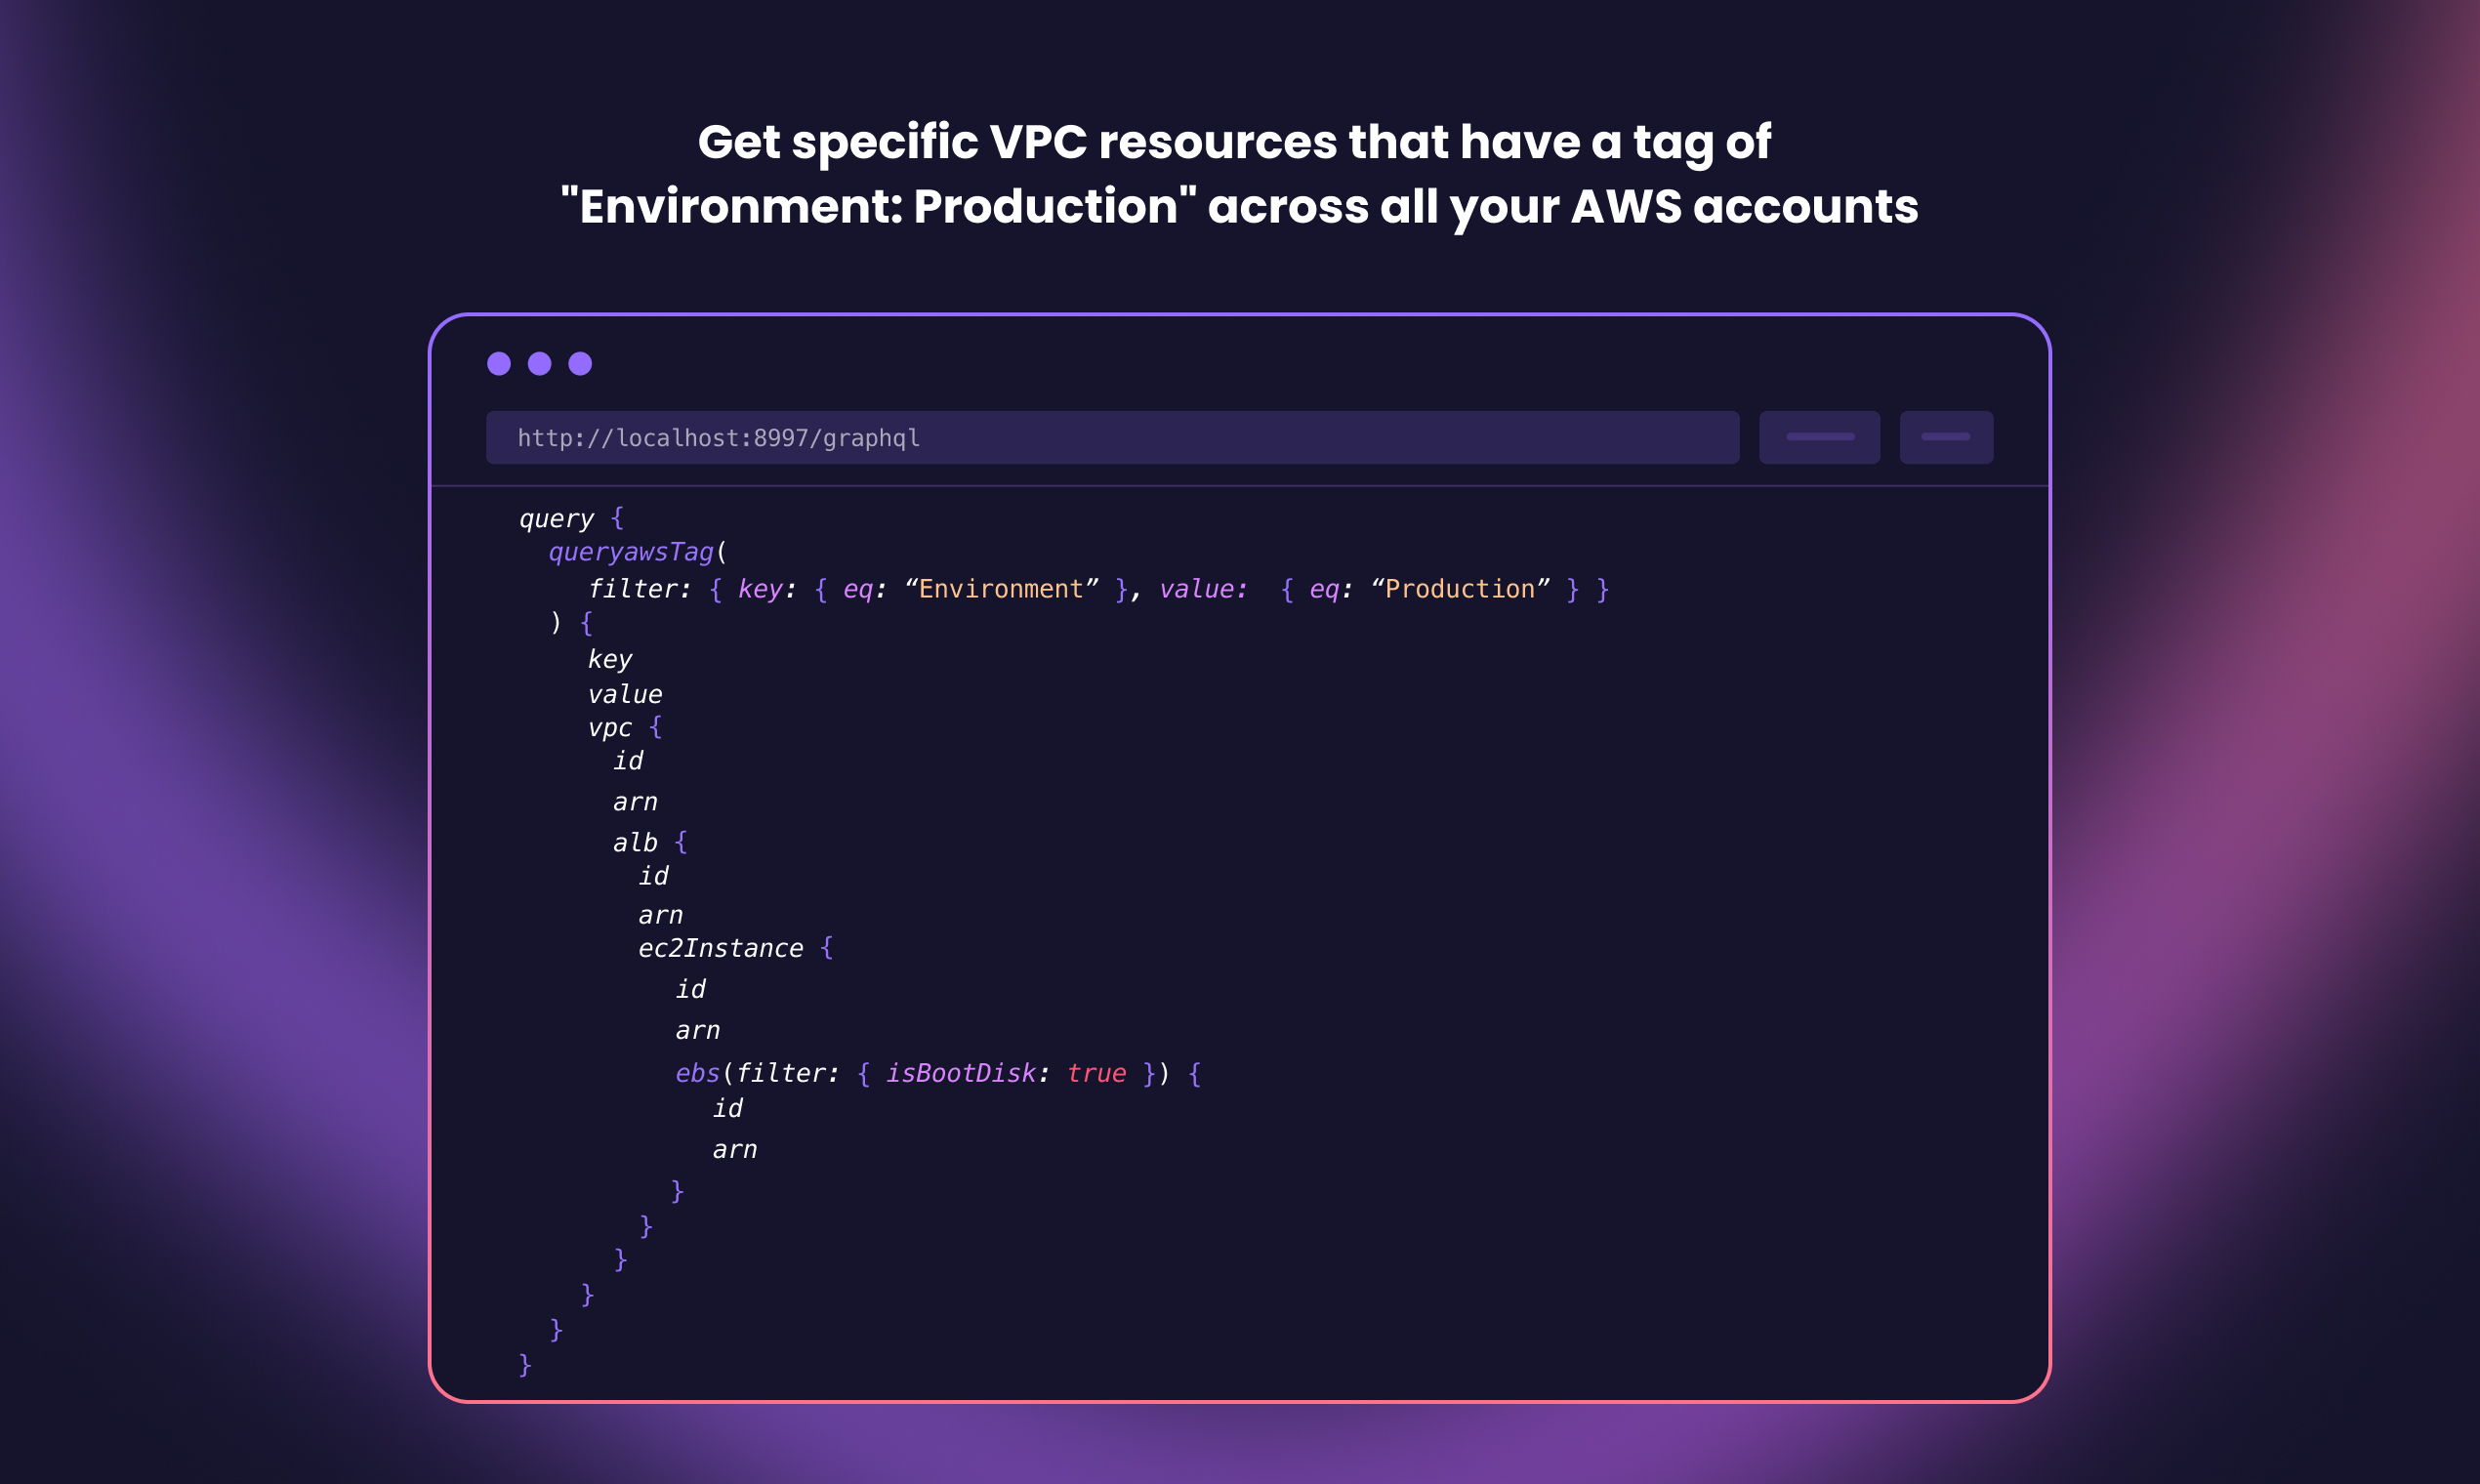 Get specific VPC resources that have a tag of
"Environment: Production" across all your AWS accounts
http://localhost:8997/graphql
query {
queryawsTag(
filter: { key: { eq: “Environment” }, value:  { eq: “Production” } }
) {
key
value
vpc {
id
arn
alb {
id
arn
ec2Instance {
id
arn
ebs(filter: { isBootDisk: true }) {
id
arn
}
}
}
}
}
}